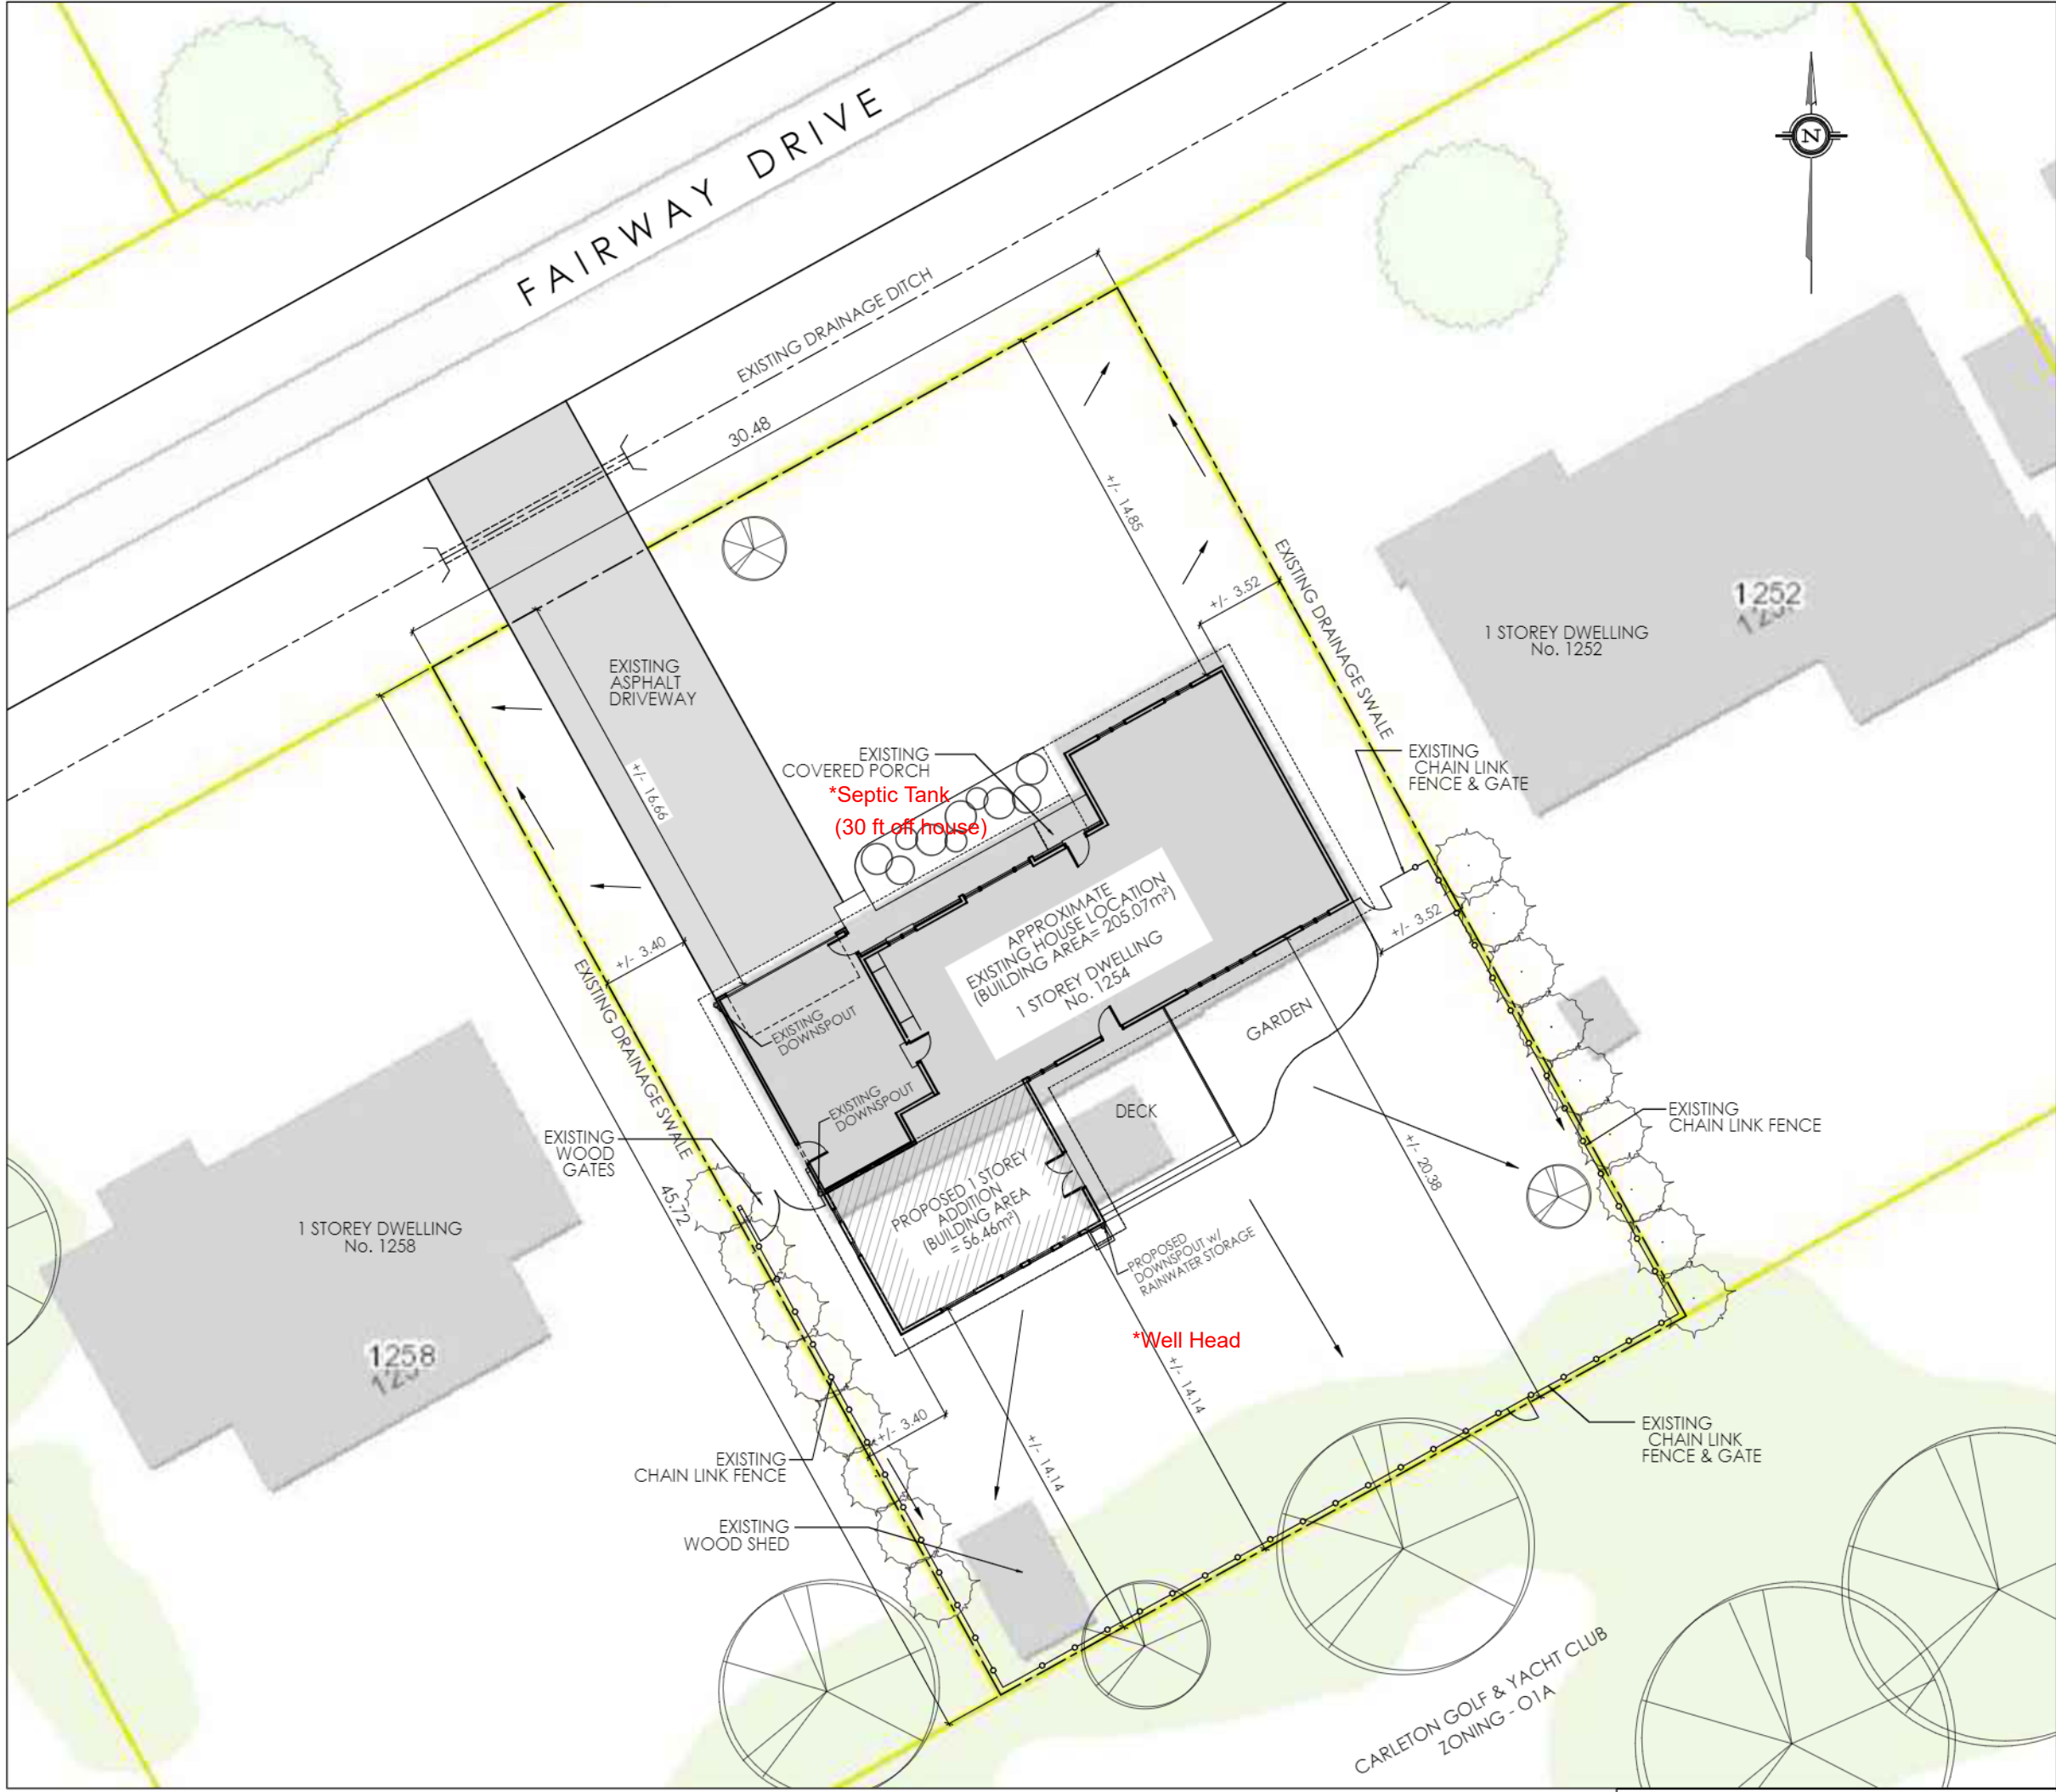 FAIRWAY DRIVE
N
EXISTING DRAINAGE DITCH
30.48
+/- 14.85
+/- 3.52
EXISTING DRAINAGE SWALE
1252
1 STOREY DWELLING
No. 1252
EXISTING
ASPHALT
DRIVEWAY
+/- 16.66
EXISTING
COVERED PORCH
*Septic Tank
(30 ft off house)
EXISTING
CHAIN LINK
FENCE & GATE
APPROXIMATE
EXISTING HOUSE LOCATION
(BUILDING AREA= 205.07m²)
1 STOREY DWELLING
No. 1254
+/- 3.52
+/- 3.40
EXISTING DRAINAGE SWALE
EXISTING
DOWNSPOUT
GARDEN
EXISTING
DOWNSPOUT
DECK
EXISTING
CHAIN LINK FENCE
EXISTING
WOOD
GATES
45.72
+/- 20.38
PROPOSED 1 STOREY
ADDITION
(BUILDING AREA
= 56.46m²)
1 STOREY DWELLING
No. 1258
1258
PROPOSED
DOWNSPOUT w/
RAINWATER STORAGE
*Well Head
+/- 14.14
+/- 3.40
+/- 14.14
EXISTING
CHAIN LINK FENCE
EXISTING
CHAIN LINK
FENCE & GATE
EXISTING
WOOD SHED
CARLETON GOLF & YACHT CLUB
ZONING - O1A